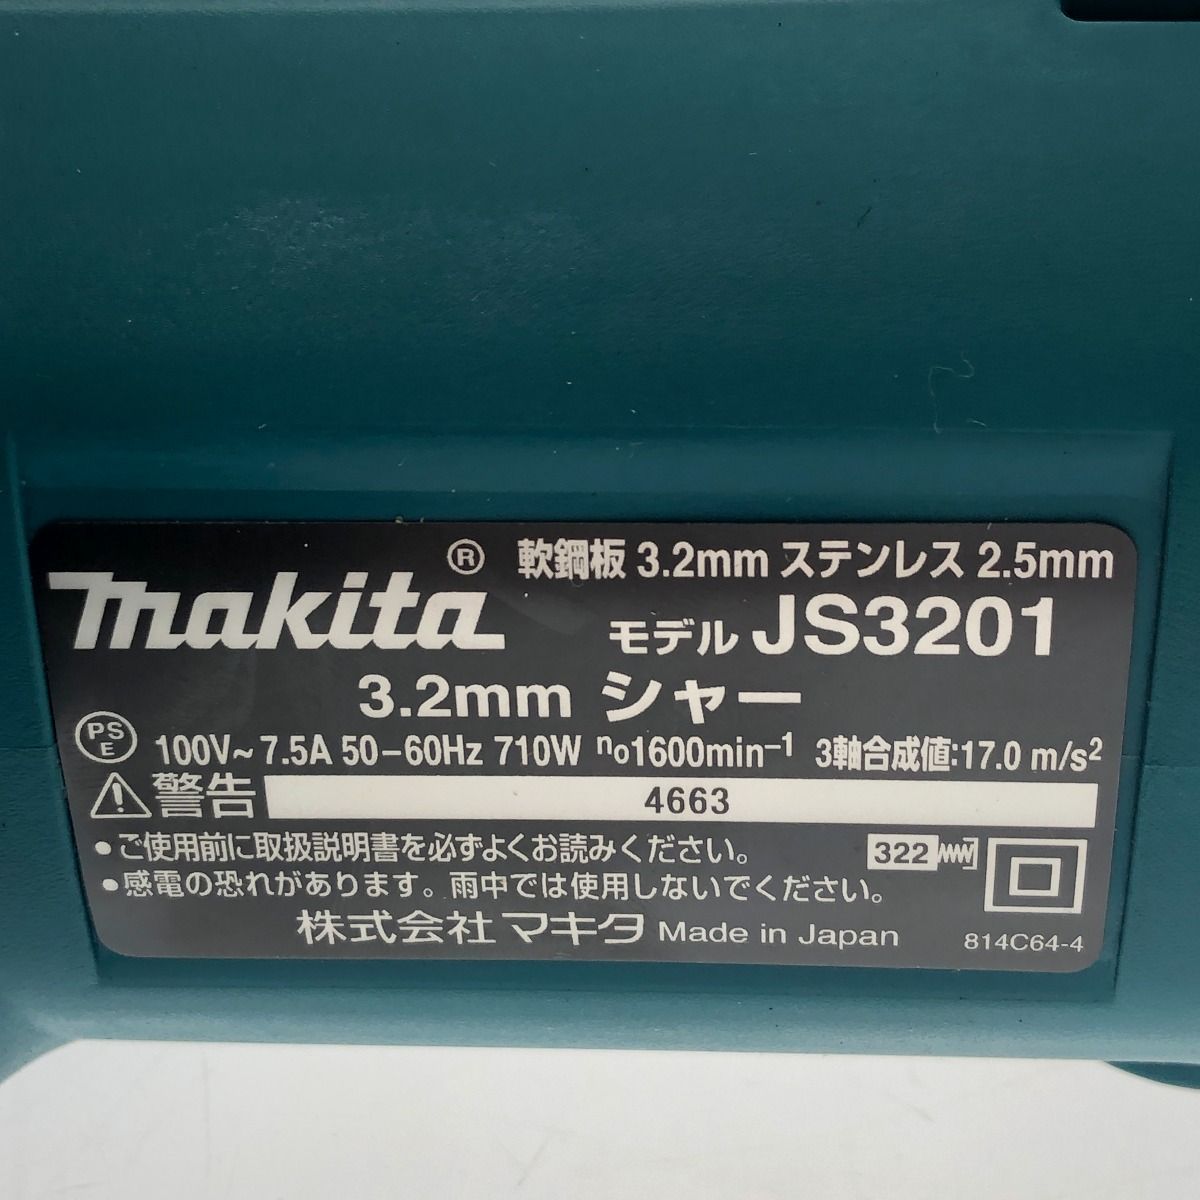 makita® 軟鋼板 3.2mm ステンレス 2.5mm
モデル JS3201
3.2mm シャー
PS
E
100V~7.5A 50-60Hz 710W n₀1600min⁻¹ 3軸合成値:17.0 m/s²
⚠警告 4663
•ご使用前に取扱説明書を必ずよくお読みください。
322
•感電の恐れがあります。雨中では使用しないでください。
株式会社 マキタ Made in Japan 814C64-4